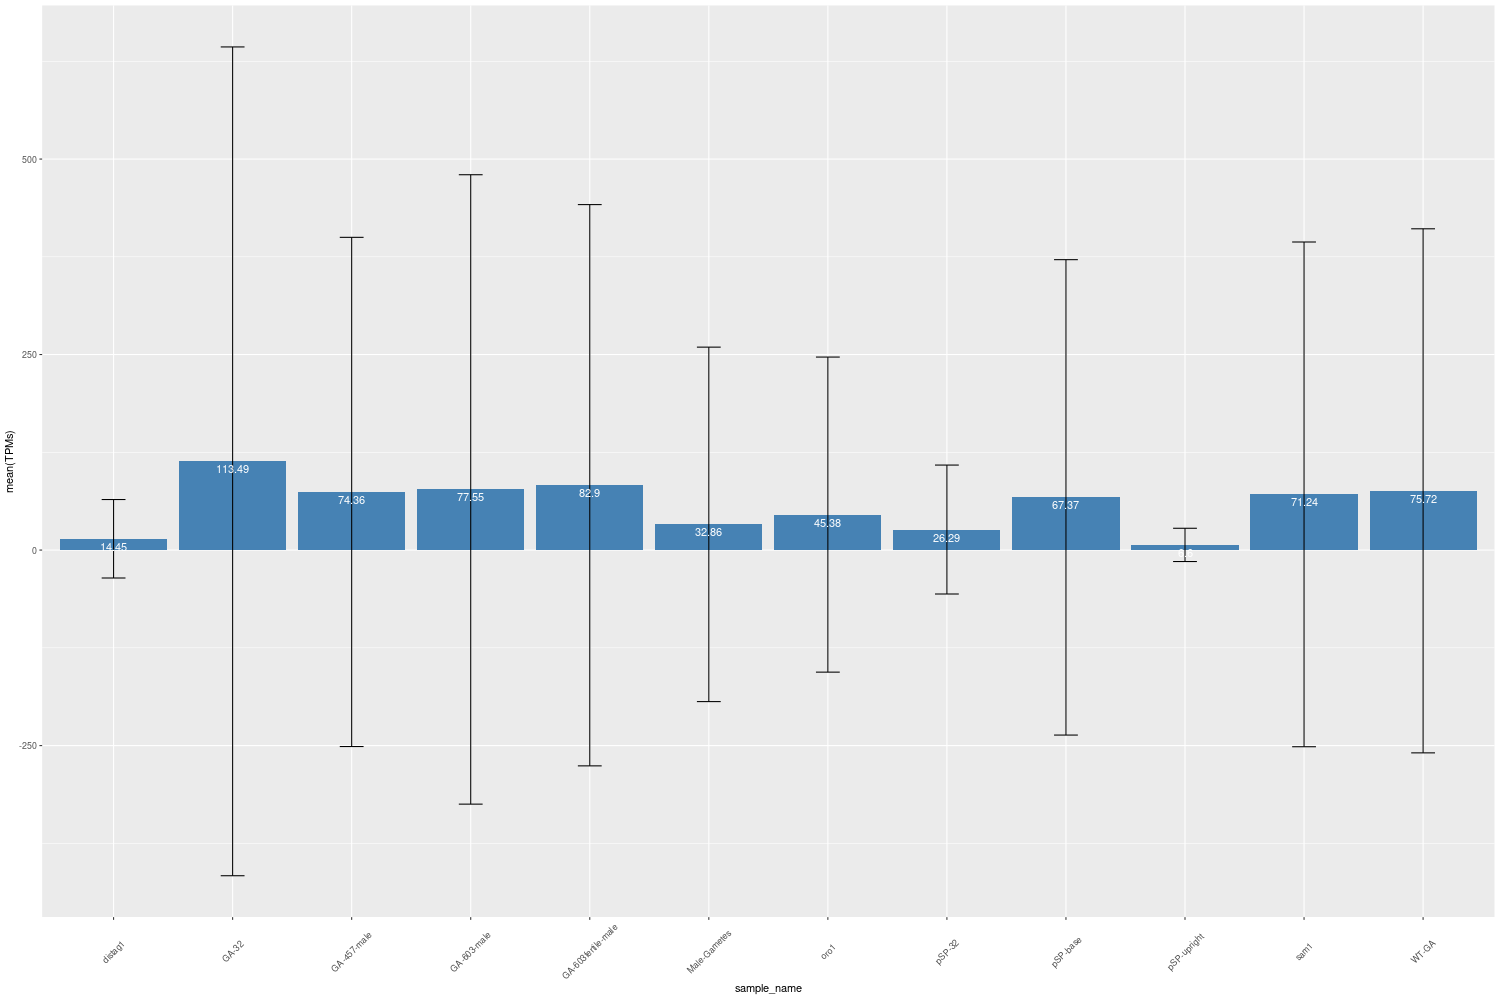 mean(TPMs)
500
250
0
-250
14.45
113.49
74.36
77.55
82.9
32.86
45.38
26.29
67.37
71.24
75.72
distag1
GA-32
GA-457-male
GA-603-male
GA-603fertile-male
Male-Gametes
oro1
pSP-32
pSP-base
pSP-upright
sam1
WT-GA
sample_name